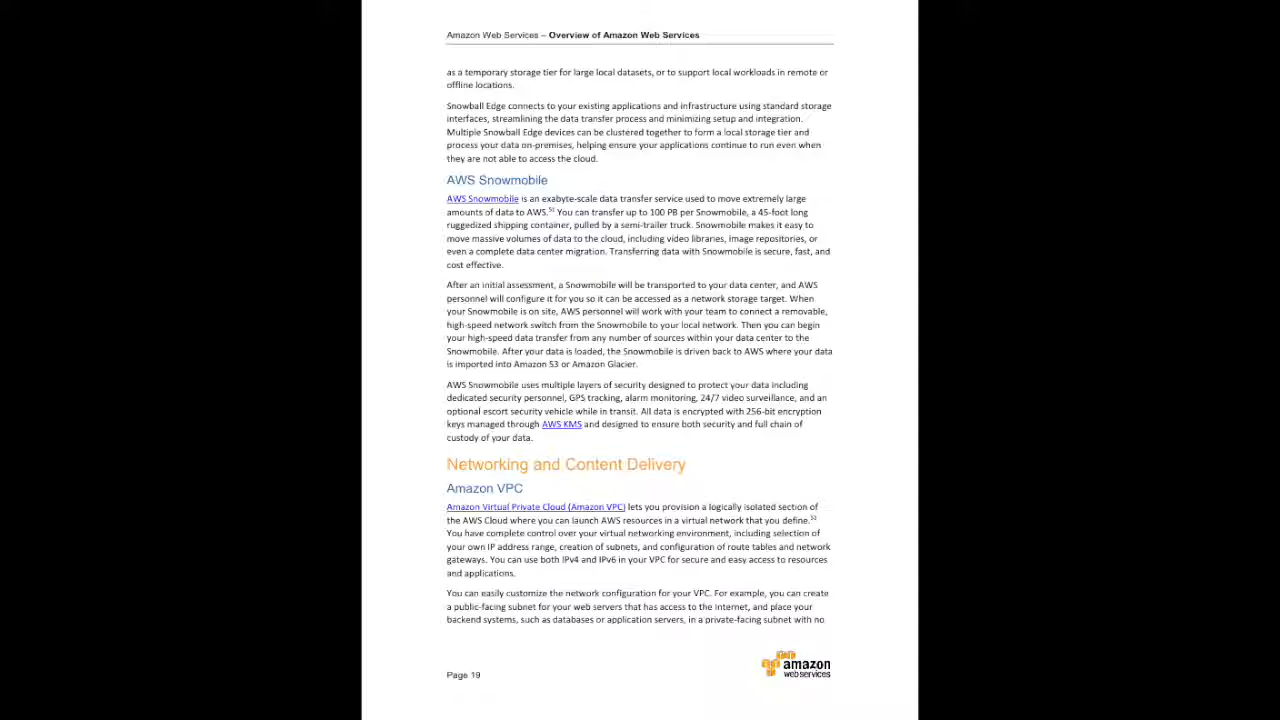 Amazon Web Services – Overview of Amazon Web Services
as a temporary storage tier for large local datasets, or to support local workloads in remote or
offline locations.
Snowball Edge connects to your existing applications and infrastructure using standard storage
interfaces, streamlining the data transfer process and minimizing setup and integration.
Multiple Snowball Edge devices can be clustered together to form a local storage tier and
process your data on-premises, helping ensure your applications continue to run even when
they are not able to access the cloud.
AWS Snowmobile
AWS Snowmobile is an exabyte-scale data transfer service used to move extremely large
amounts of data to AWS.51 You can transfer up to 100 PB per Snowmobile, a 45-foot long
ruggedized shipping container, pulled by a semi-trailer truck. Snowmobile makes it easy to
move massive volumes of data to the cloud, including video libraries, image repositories, or
even a complete data center migration. Transferring data with Snowmobile is secure, fast, and
cost effective.
After an initial assessment, a Snowmobile will be transported to your data center, and AWS
personnel will configure it for you so it can be accessed as a network storage target. When
your Snowmobile is on site, AWS personnel will work with your team to connect a removable,
high-speed network switch from the Snowmobile to your local network. Then you can begin
your high-speed data transfer from any number of sources within your data center to the
Snowmobile. After your data is loaded, the Snowmobile is driven back to AWS where your data
is imported into Amazon S3 or Amazon Glacier.
AWS Snowmobile uses multiple layers of security designed to protect your data including
dedicated security personnel, GPS tracking, alarm monitoring, 24/7 video surveillance, and an
optional escort security vehicle while in transit. All data is encrypted with 256-bit encryption
keys managed through AWS KMS and designed to ensure both security and full chain of
custody of your data.
Networking and Content Delivery
Amazon VPC
Amazon Virtual Private Cloud (Amazon VPC) lets you provision a logically isolated section of
the AWS Cloud where you can launch AWS resources in a virtual network that you define.
You have complete control over your virtual networking environment, including selection of
your own IP address range, creation of subnets, and configuration of route tables and network
gateways. You can use both IPv4 and IPv6 in your VPC for secure and easy access to resources
and applications.
You can easily customize the network configuration for your VPC. For example, you can create
a public-facing subnet for your web servers that has access to the Internet, and place your
backend systems, such as databases or application servers, in a private-facing subnet with no
Page 19
amazon
webservices